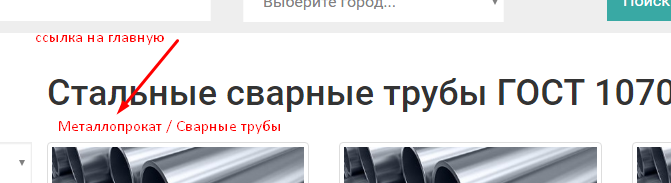 Выберите город...
Поиск
ссылка на главную
Стальные сварные трубы ГОСТ 1070
Металлопрокат / Сварные трубы